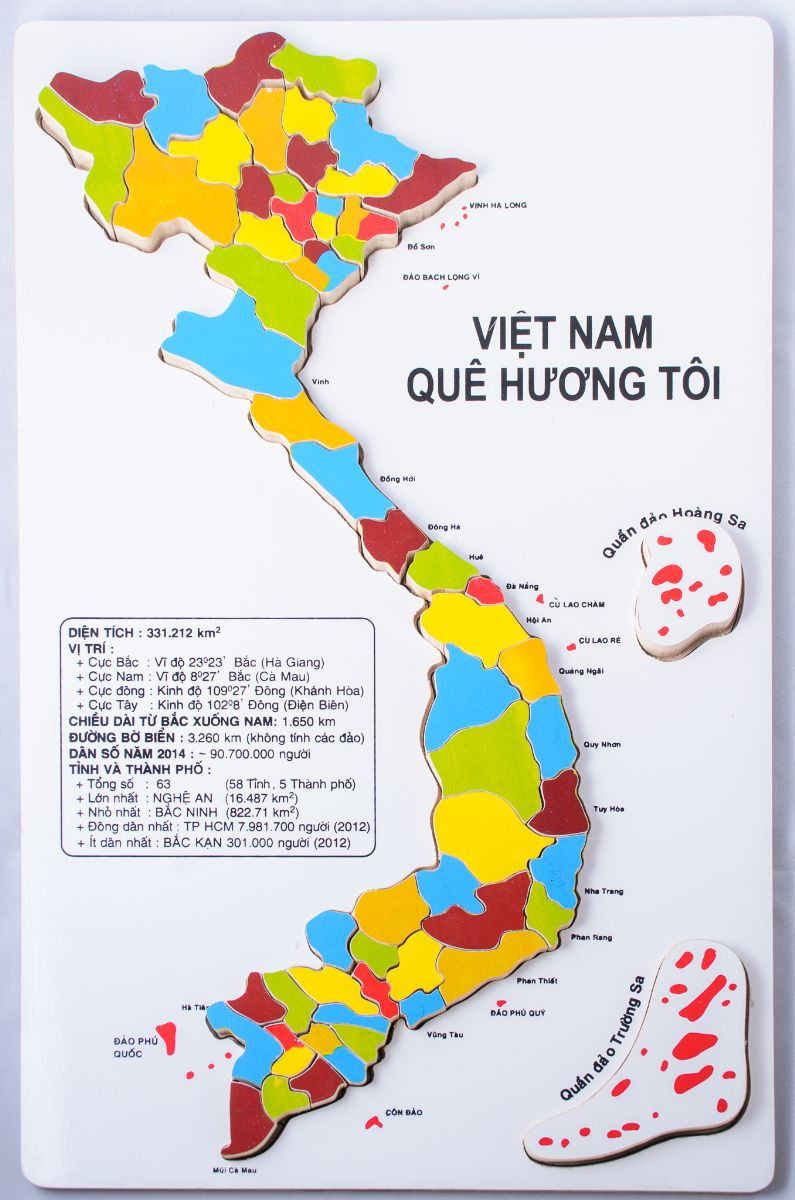 VỊNH HẠ LONG
Đồ Sơn
ĐẢO BẠCH LONG VĨ
VIỆT NAM
QUÊ HƯƠNG TÔI
Vinh
Đồng Hới
Đông Hà
Huế
Quần đảo Hoàng Sa
Đà Nẵng
CÙ LAO CHÀM
Hội An
CÙ LAO RÉ
Quảng Ngãi
DIỆN TÍCH : 331.212 km²
VỊ TRÍ :
+ Cực Bắc : Vĩ độ 23⁰23’ Bắc (Hà Giang)
+ Cực Nam : Vĩ độ 8⁰27’ Bắc (Cà Mau)
+ Cực đông : Kinh độ 109⁰27’ Đông (Khánh Hòa)
+ Cực Tây : Kinh độ 102⁰8’ Đông (Điện Biên)
CHIỀU DÀI TỪ BẮC XUỐNG NAM: 1.650 km
ĐƯỜNG BỜ BIỂN : 3.260 km (không tính các đảo)
DÂN SỐ NĂM 2014 : ~ 90.700.000 người
TỈNH VÀ THÀNH PHỐ :
+ Tổng số : 63 (58 Tỉnh, 5 Thành phố)
+ Lớn nhất : NGHỆ AN (16.487 km²)
+ Nhỏ nhất : BẮC NINH (822.71 km²)
+ Đông dân nhất : TP HCM 7.981.700 người (2012)
+ Ít dân nhất : BẮC KẠN 301.000 người (2012)
Quy Nhơn
Tuy Hòa
Nha Trang
Phan Rang
Phan Thiết
ĐẢO PHÚ QUÝ
Vũng Tàu
Hà Tiên
ĐẢO PHÚ
QUỐC
Quần đảo Trường Sa
CÔN ĐẢO
Mũi Cà Mau